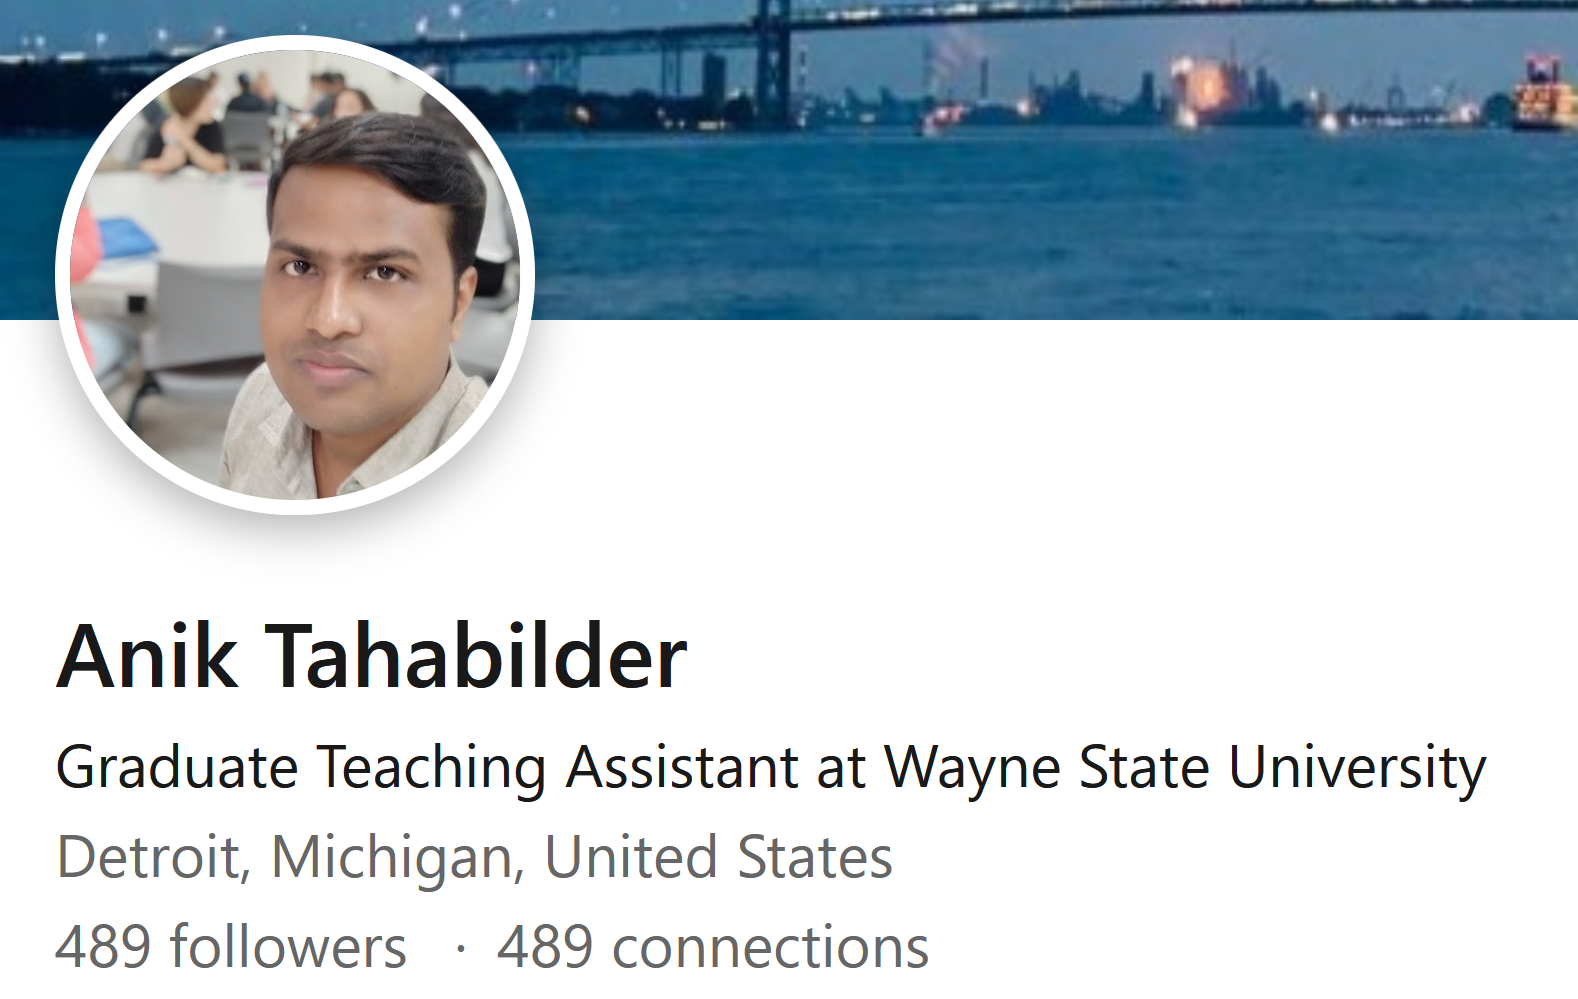 Anik Tahabilder
Graduate Teaching Assistant at Wayne State University
Detroit, Michigan, United States
489 followers · 489 connections